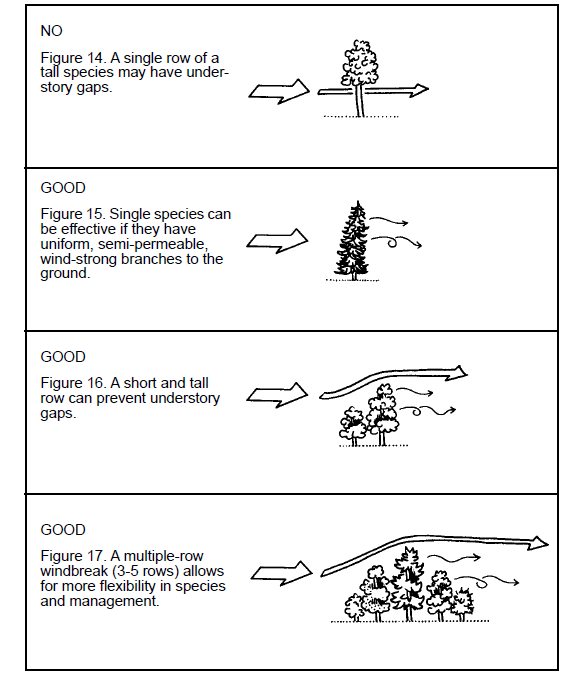 NO
Figure 14. A single row of a
tall species may have under-
story gaps.
GOOD
Figure 15. Single species can
be effective if they have
uniform, semi-permeable,
wind-strong branches to the
ground.
GOOD
Figure 16. A short and tall
row can prevent understory
gaps.
GOOD
Figure 17. A multiple-row
windbreak (3-5 rows) allows
for more flexibility in species
and management.